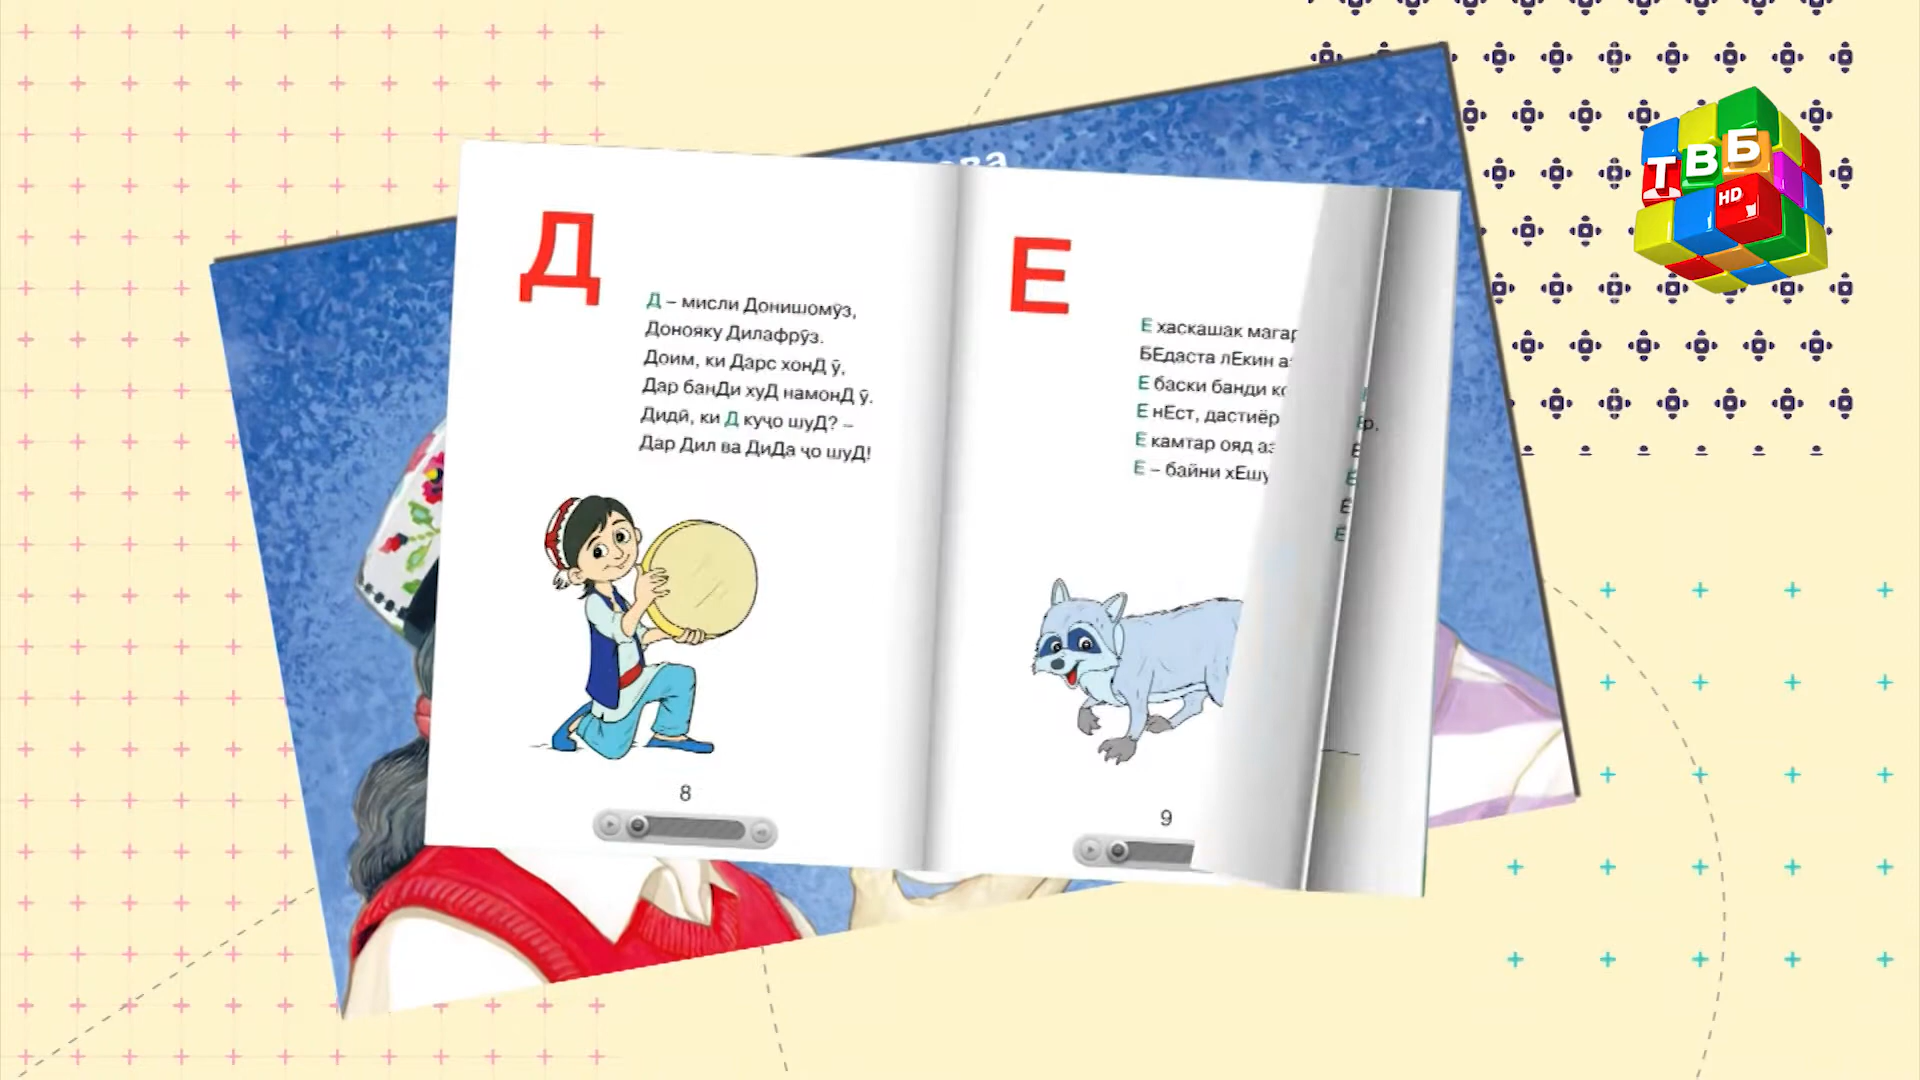 Д
Д – мисли Донишомӯз,
Донояку Дилафрӯз.
Доим, ки Дарс хонД ӯ,
Дар банДи хуД намонД ӯ.
Дидӣ, ки Д куҷо шуД? –
Дар Дил ва ДиДа ҷо шуД!
8
Е
Е хаскашак магар
БЕдаста лЕкин
Е баски банди
Е нЕст, дастиёр
Е камтар ояд
Е – байни
9
ТВБ
HD